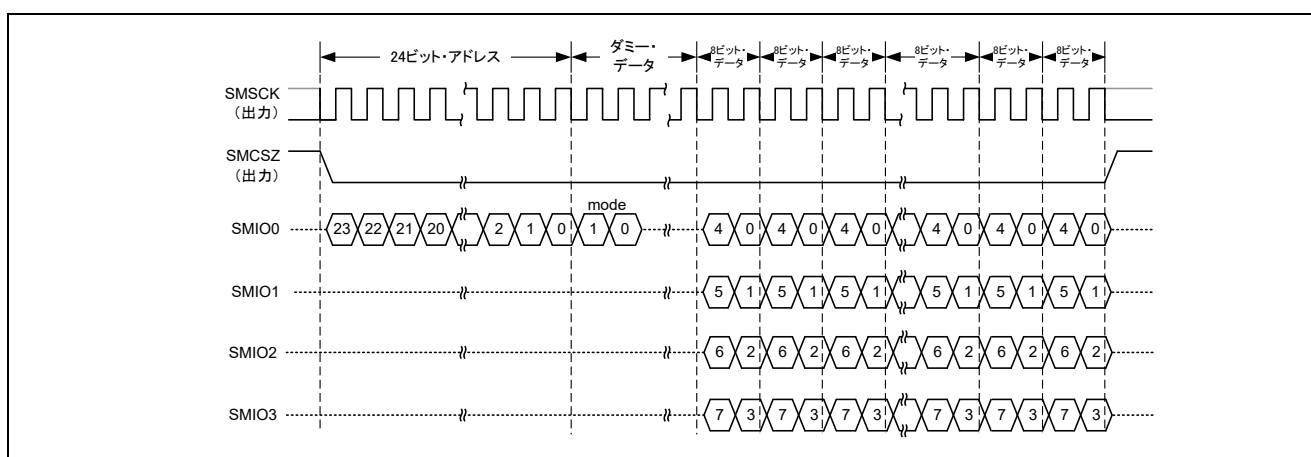 24ビット・アドレス
ダミー・
データ
8ビット・
データ
8ビット・
データ
8ビット・
データ
8ビット・
データ
8ビット・
データ
8ビット・
データ
SMSCK
(出力)
SMCSZ
(出力)
mode
SMIO0 23 22 21 20 2 1 0 1 0 4 0 4 0 4 0 4 0 4 0 4 0
SMIO1 5 1 5 1 5 1 5 1 5 1 5 1
SMIO2 6 2 6 2 6 2 6 2 6 2 6 2
SMIO3 7 3 7 3 7 3 7 3 7 3 7 3